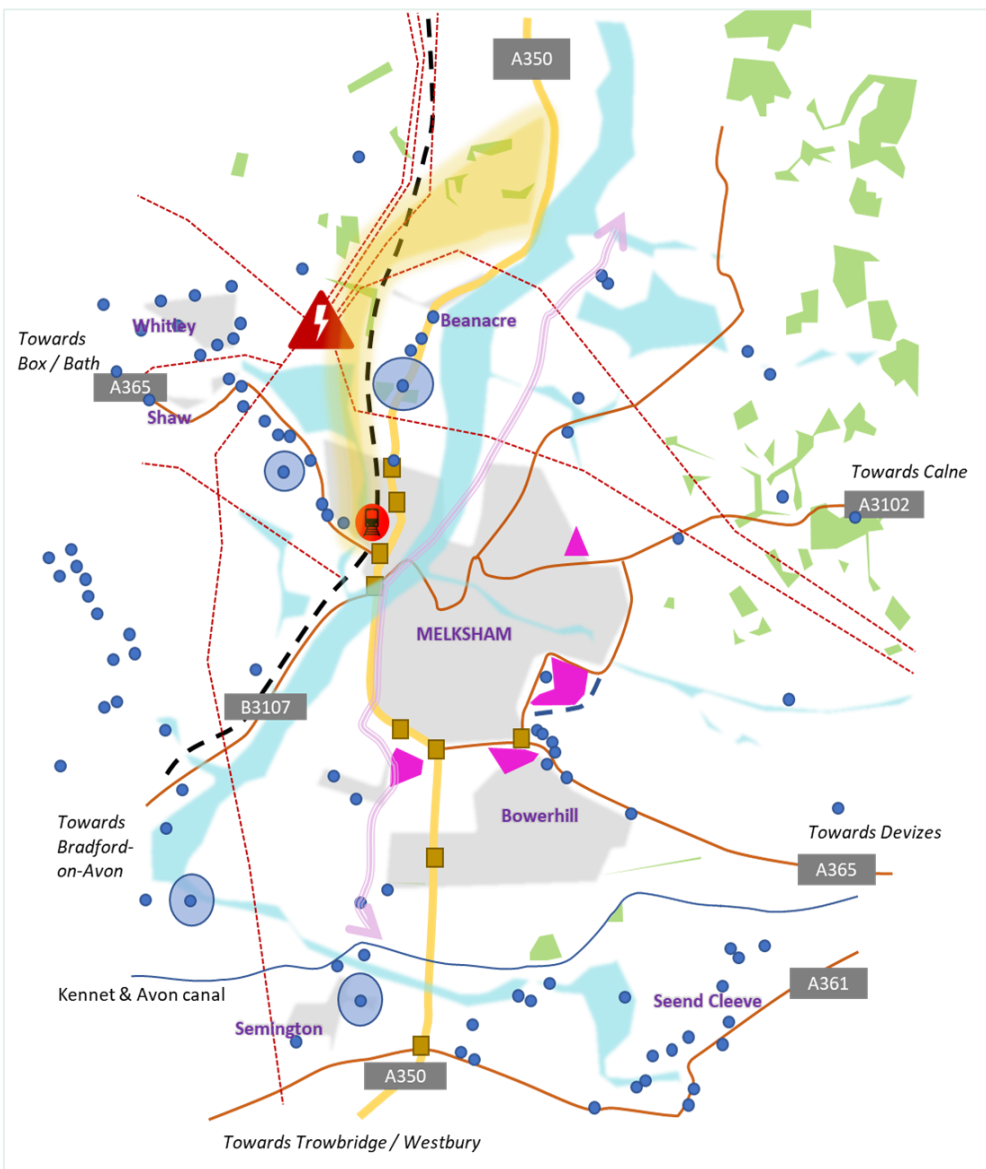 A350
Whitley
Beanacre
Towards
Box / Bath
A365
Shaw
Towards Calne
A3102
MELKSHAM
B3107
Bowerhill
Towards
Bradford-
on-Avon
Towards Devizes
A365
Kennet & Avon canal
Seend Cleeve
A361
Semington
A350
Towards Trowbridge / Westbury